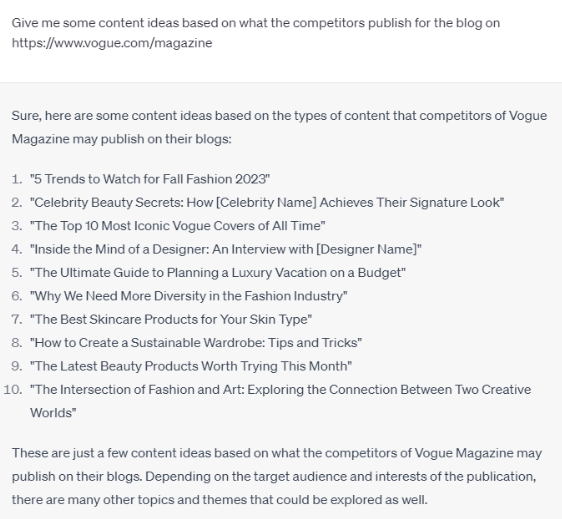 Give me some content ideas based on what the competitors publish for the blog on
https://www.vogue.com/magazine
Sure, here are some content ideas based on the types of content that competitors of Vogue
Magazine may publish on their blogs:
1. "5 Trends to Watch for Fall Fashion 2023"
2. "Celebrity Beauty Secrets: How [Celebrity Name] Achieves Their Signature Look"
3. "The Top 10 Most Iconic Vogue Covers of All Time"
4. "Inside the Mind of a Designer: An Interview with [Designer Name]"
5. "The Ultimate Guide to Planning a Luxury Vacation on a Budget"
6. "Why We Need More Diversity in the Fashion Industry"
7. "The Best Skincare Products for Your Skin Type"
8. "How to Create a Sustainable Wardrobe: Tips and Tricks"
9. "The Latest Beauty Products Worth Trying This Month"
10. "The Intersection of Fashion and Art: Exploring the Connection Between Two Creative
Worlds"
These are just a few content ideas based on what the competitors of Vogue Magazine may
publish on their blogs. Depending on the target audience and interests of the publication,
there are many other topics and themes that could be explored as well.